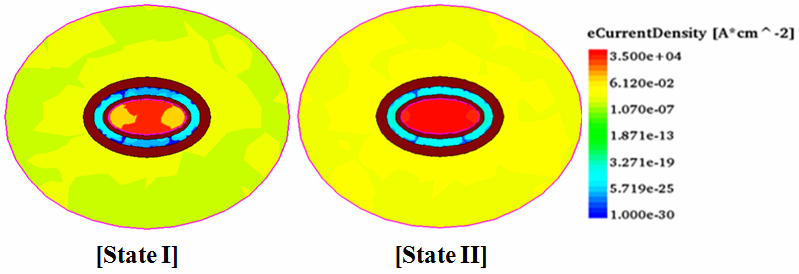 eCurrentDensity [A*cm^-2]
3.500e+04
6.120e-02
1.070e-07
1.871e-13
3.271e-19
5.719e-25
1.000e-30
[State I]
[State II]